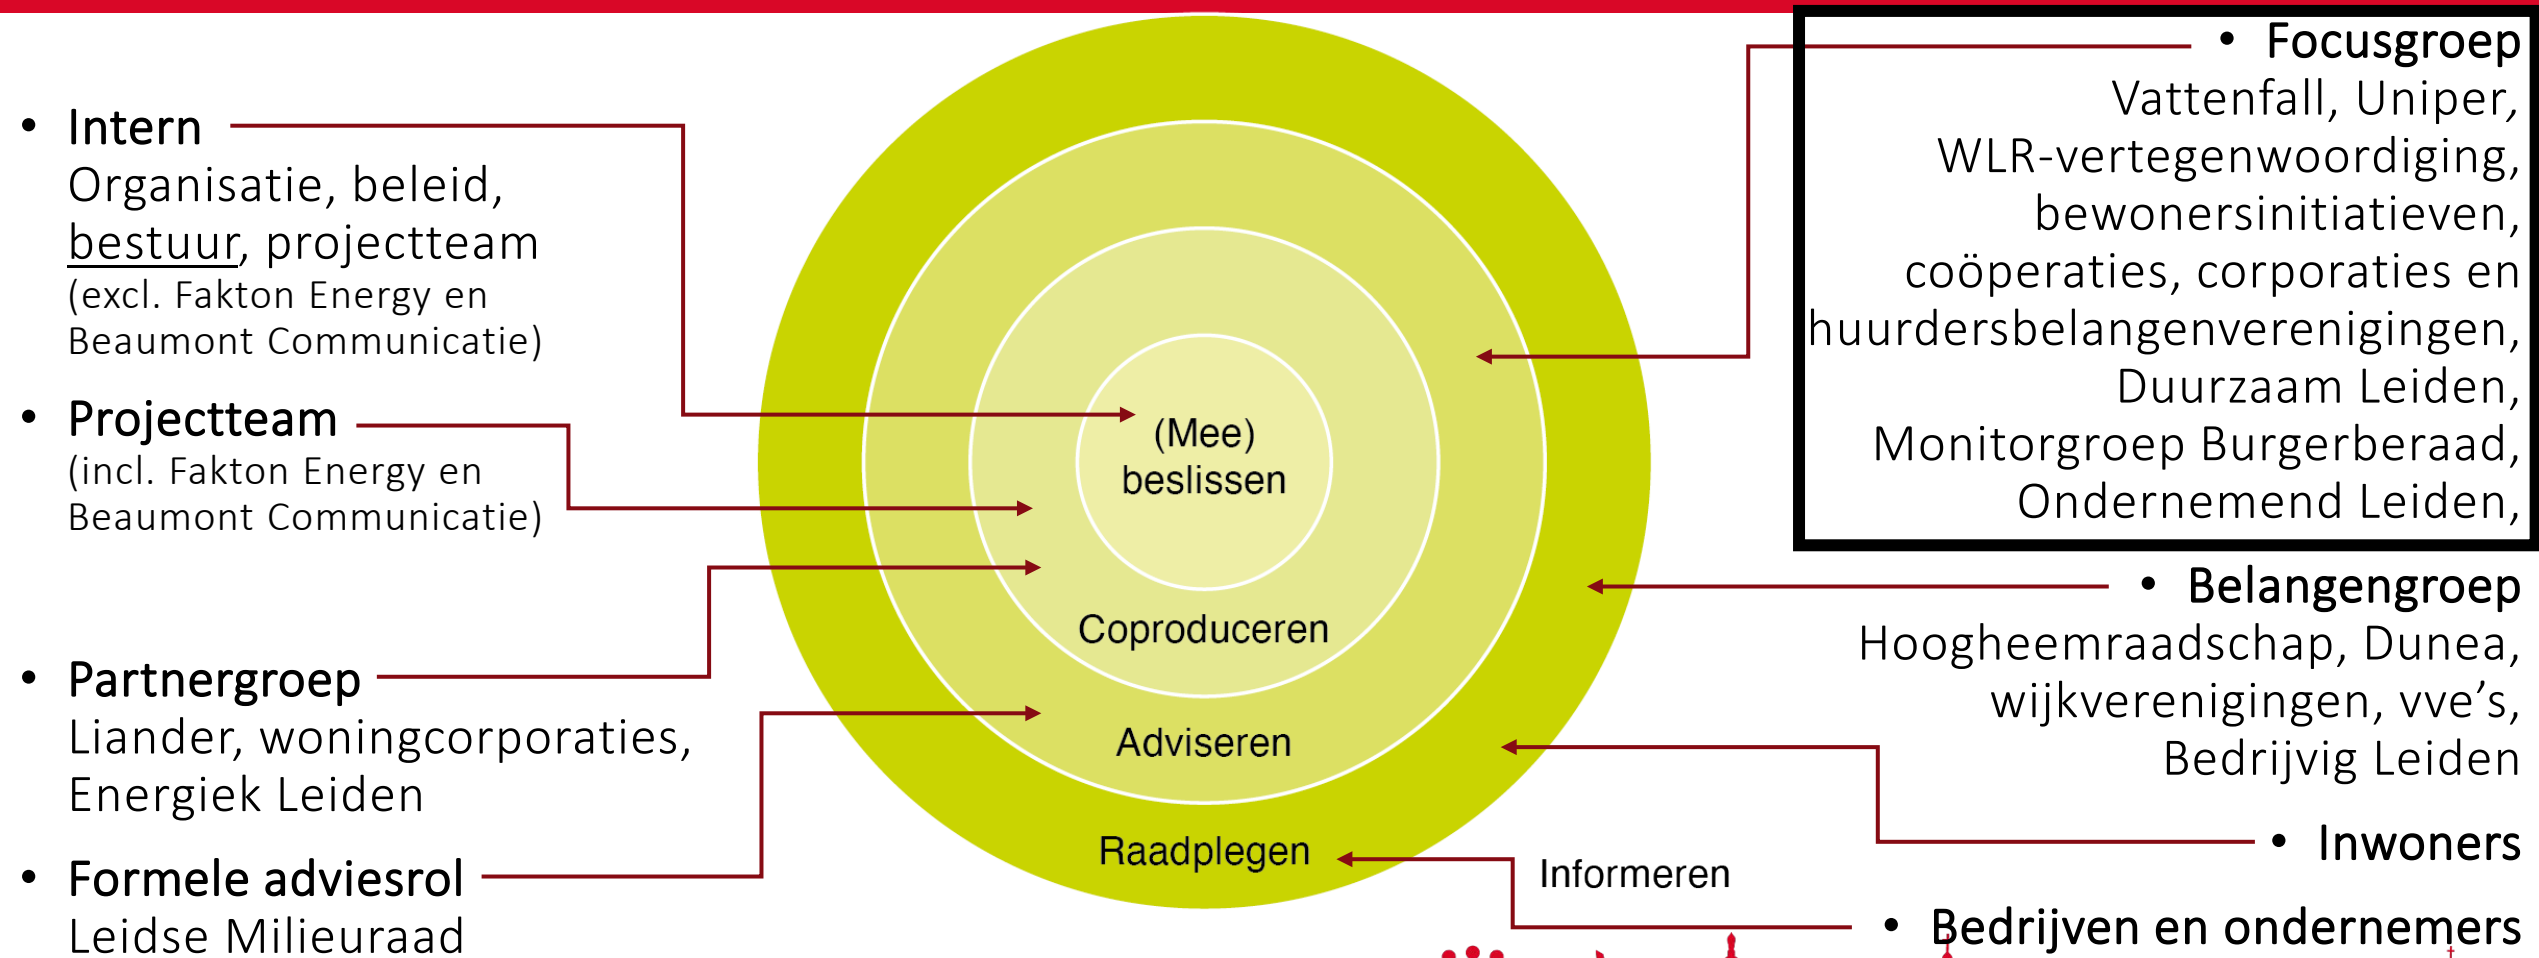 • Intern
Organisatie, beleid,
bestuur, projectteam
(excl. Fakton Energy en
Beaumont Communicatie)
• Projectteam
(incl. Fakton Energy en
Beaumont Communicatie)
• Partnergroep
Liander, woningcorporaties,
Energiek Leiden
• Formele adviesrol
Leidse Milieuraad
(Mee)
beslissen
Coproduceren
Adviseren
Raadplegen
Informeren
• Focusgroep
Vattenfall, Uniper,
WLR-vertegenwoordiging,
bewonersinitiatieven,
coöperaties, corporaties en
huurdersbelangenverenigingen,
Duurzaam Leiden,
Monitorgroep Burgerberaad,
Ondernemend Leiden,
• Belangengroep
Hoogheemraadschap, Dunea,
wijkverenigingen, vve’s,
Bedrijvig Leiden
• Inwoners
• Bedrijven en ondernemers